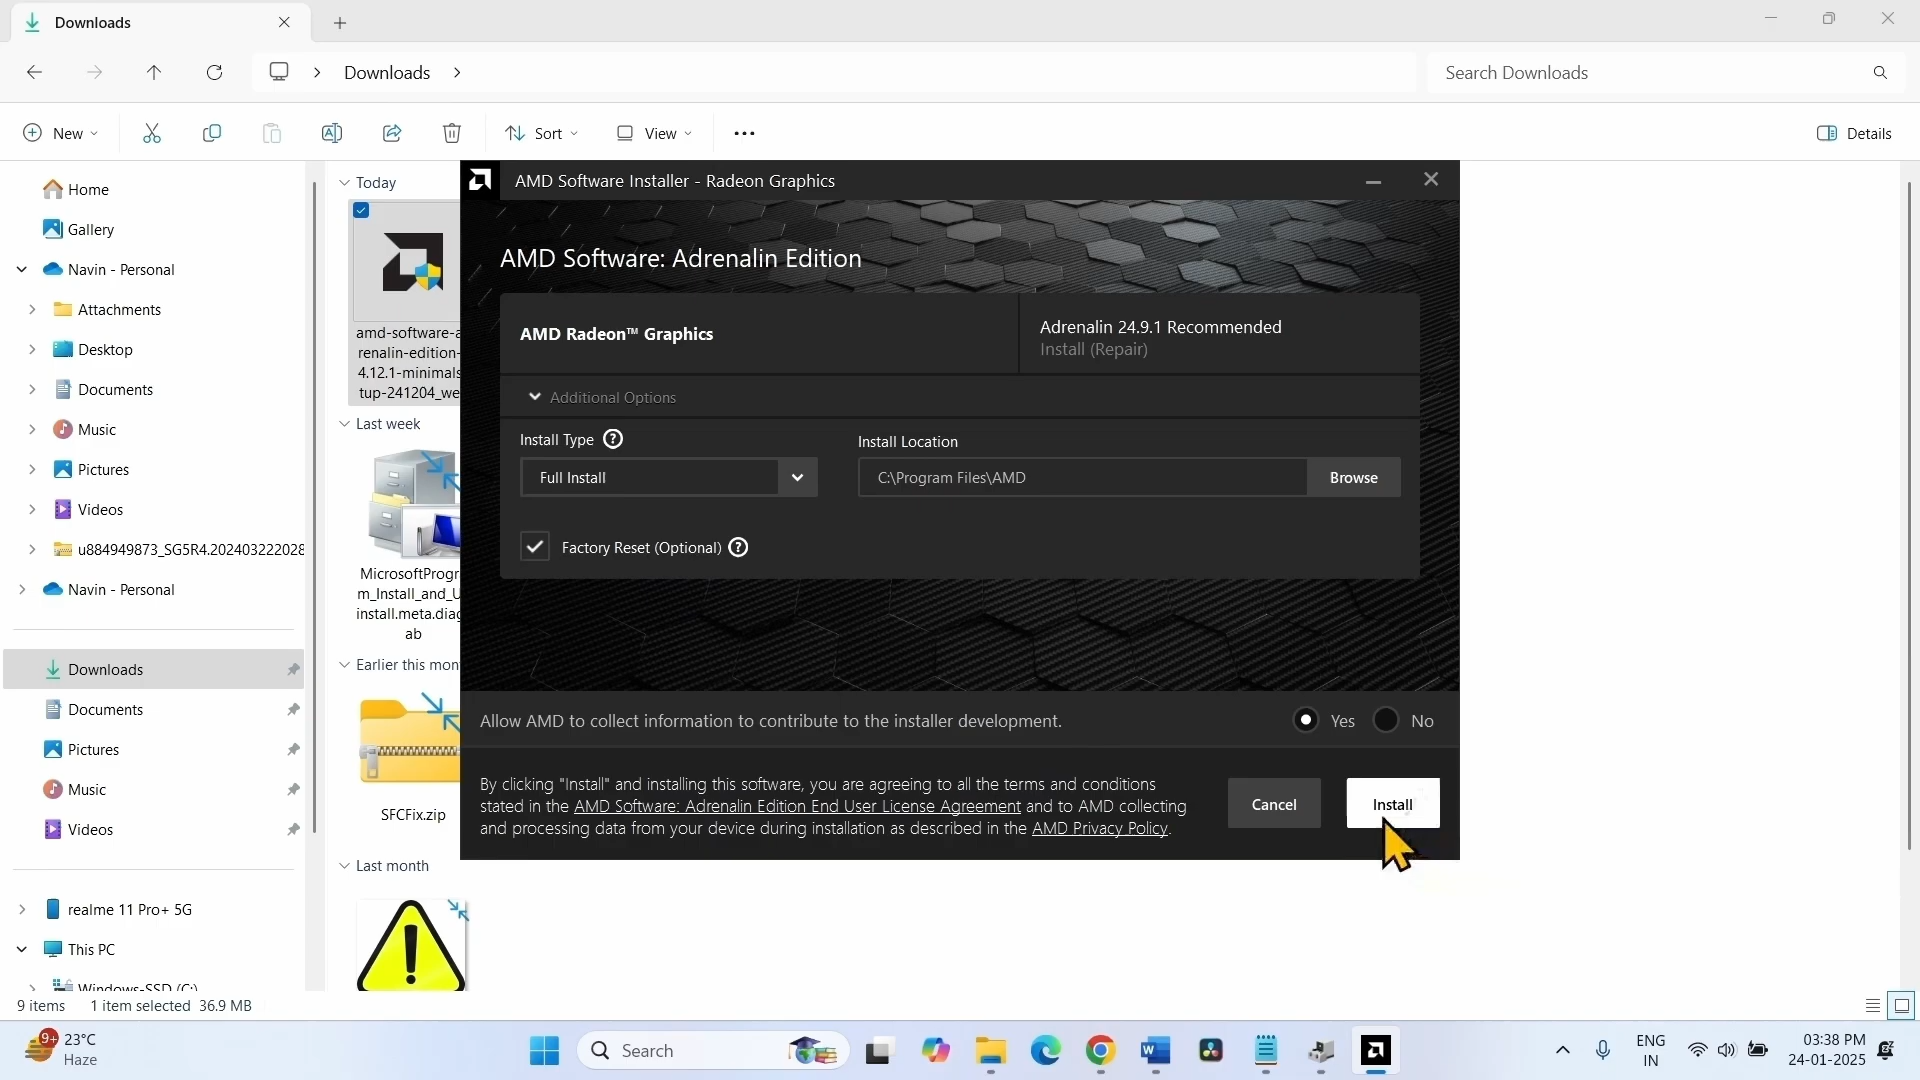 Downloads
Downloads
Search Downloads
New
Sort
View
Details
Home
Gallery
Navin - Personal
Attachments
Desktop
Documents
Music
Pictures
Videos
u884949873_SG5R4.202403222028
Navin - Personal
Downloads
Documents
Pictures
Music
Videos
realme 11 Pro+ 5G
This PC
Windows-SSD (C:)
Today
amd-software-a
renalin-edition-
4.12.1-minimals
tup-241204_we
Last week
MicrosoftProgr
m_Install_and_U
install.meta.diag
ab
Earlier this mon
SFCFix.zip
Last month
AMD Software Installer - Radeon Graphics
AMD Software: Adrenalin Edition
AMD Radeon™ Graphics
Adrenalin 24.9.1 Recommended
Install (Repair)
Additional Options
Install Type ?
Install Location
Full Install
C:\Program Files\AMD
Browse
Factory Reset (Optional) ?
Allow AMD to collect information to contribute to the installer development.
Yes
No
By clicking "Install" and installing this software, you are agreeing to all the terms and conditions
stated in the AMD Software: Adrenalin Edition End User License Agreement and to AMD collecting
and processing data from your device during installation as described in the AMD Privacy Policy.
Cancel
Install
9 items
1 item selected 36.9 MB
9+
23°C
Haze
Search
ENG
IN
03:38 PM
24-01-2025